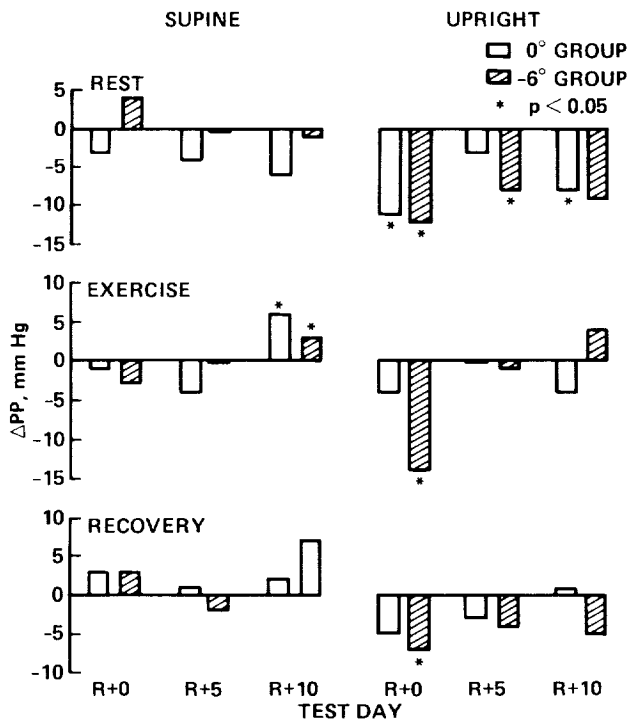 SUPINE
UPRIGHT
0° GROUP
-6° GROUP
* p < 0.05
REST
5
0
-5
-10
-15
*
*
*
*
EXERCISE
10
5
0
-5
-10
-15
*
*
*
RECOVERY
10
5
0
-5
-10
*
ΔPP, mm Hg
R+0 R+5 R+10 R+0 R+5 R+10
TEST DAY